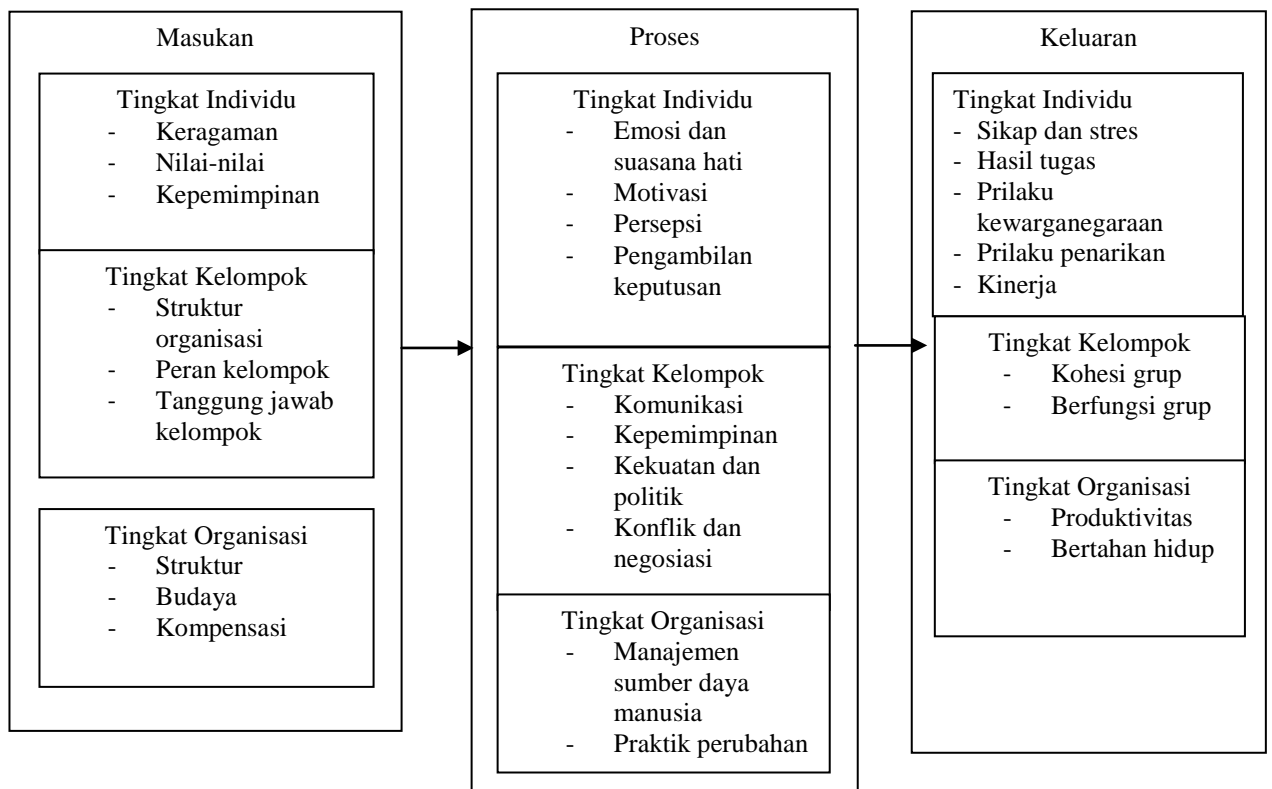 Masukan
Tingkat Individu
- Keragaman
- Nilai-nilai
- Kepemimpinan
Tingkat Kelompok
- Struktur
organisasi
- Peran kelompok
- Tanggung jawab
kelompok
Tingkat Organisasi
- Struktur
- Budaya
- Kompensasi
Proses
Tingkat Individu
- Emosi dan
suasana hati
- Motivasi
- Persepsi
- Pengambilan
keputusan
Tingkat Kelompok
- Komunikasi
- Kepemimpinan
- Kekuatan dan
politik
- Konflik dan
negosiasi
Tingkat Organisasi
- Manajemen
sumber daya
manusia
- Praktik perubahan
Keluaran
Tingkat Individu
- Sikap dan stres
- Hasil tugas
- Prilaku
kewarganegaraan
- Prilaku penarikan
- Kinerja
Tingkat Kelompok
- Kohesi grup
- Berfungsi grup
Tingkat Organisasi
- Produktivitas
- Bertahan hidup